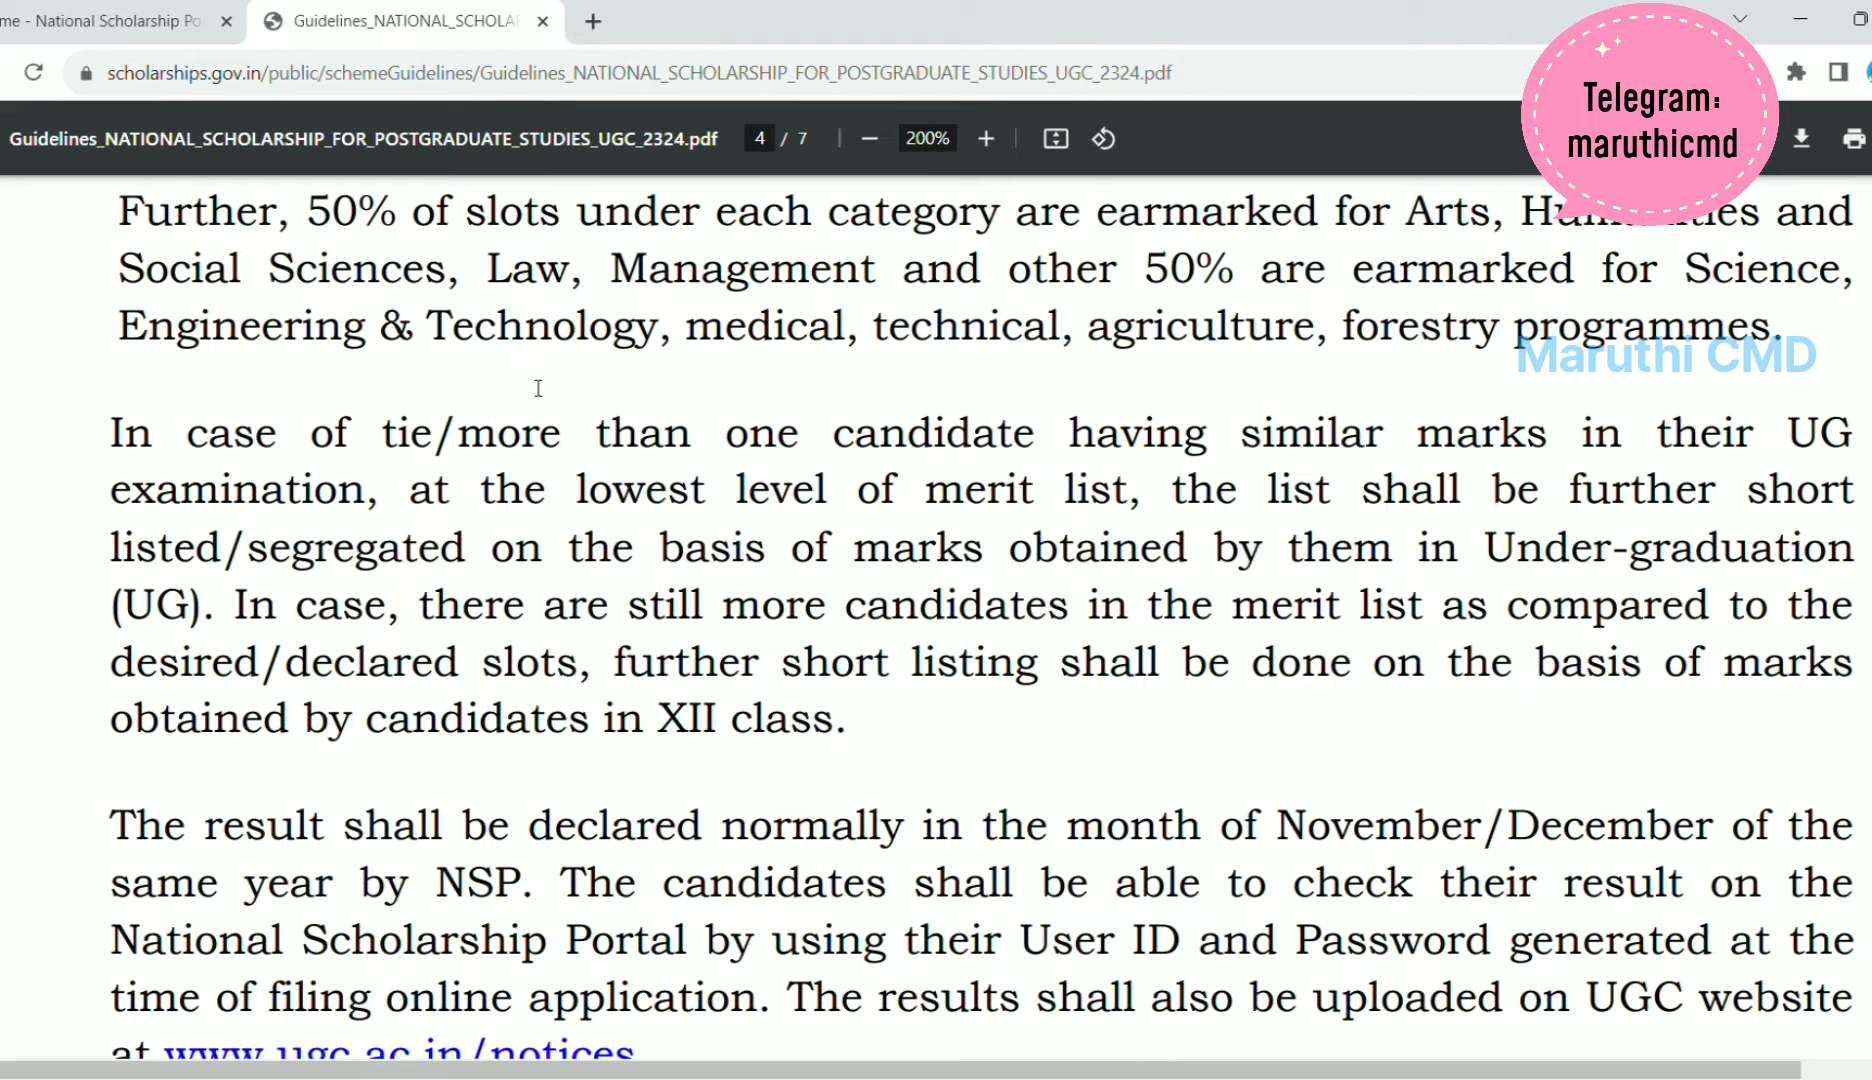 me - National Scholarship Po
Guidelines_NATIONAL_SCHOLAR
scholarships.gov.in/public/schemeGuidelines/Guidelines_NATIONAL_SCHOLARSHIP_FOR_POSTGRADUATE_STUDIES_UGC_2324.pdf
Telegram:
maruthicmd
Guidelines_NATIONAL_SCHOLARSHIP_FOR_POSTGRADUATE_STUDIES_UGC_2324.pdf 4 / 7 200%
Further, 50% of slots under each category are earmarked for Arts, and
Social Sciences, Law, Management and other 50% are earmarked for Science,
Engineering & Technology, medical, technical, agriculture, forestry programmes.
Maruthi CMD
In case of tie/more than one candidate having similar marks in their UG
examination, at the lowest level of merit list, the list shall be further short
listed/segregated on the basis of marks obtained by them in Under-graduation
(UG). In case, there are still more candidates in the merit list as compared to the
desired/declared slots, further short listing shall be done on the basis of marks
obtained by candidates in XII class.
The result shall be declared normally in the month of November/December of the
same year by NSP. The candidates shall be able to check their result on the
National Scholarship Portal by using their User ID and Password generated at the
time of filing online application. The results shall also be uploaded on UGC website
at www.ugc.ac.in/notices